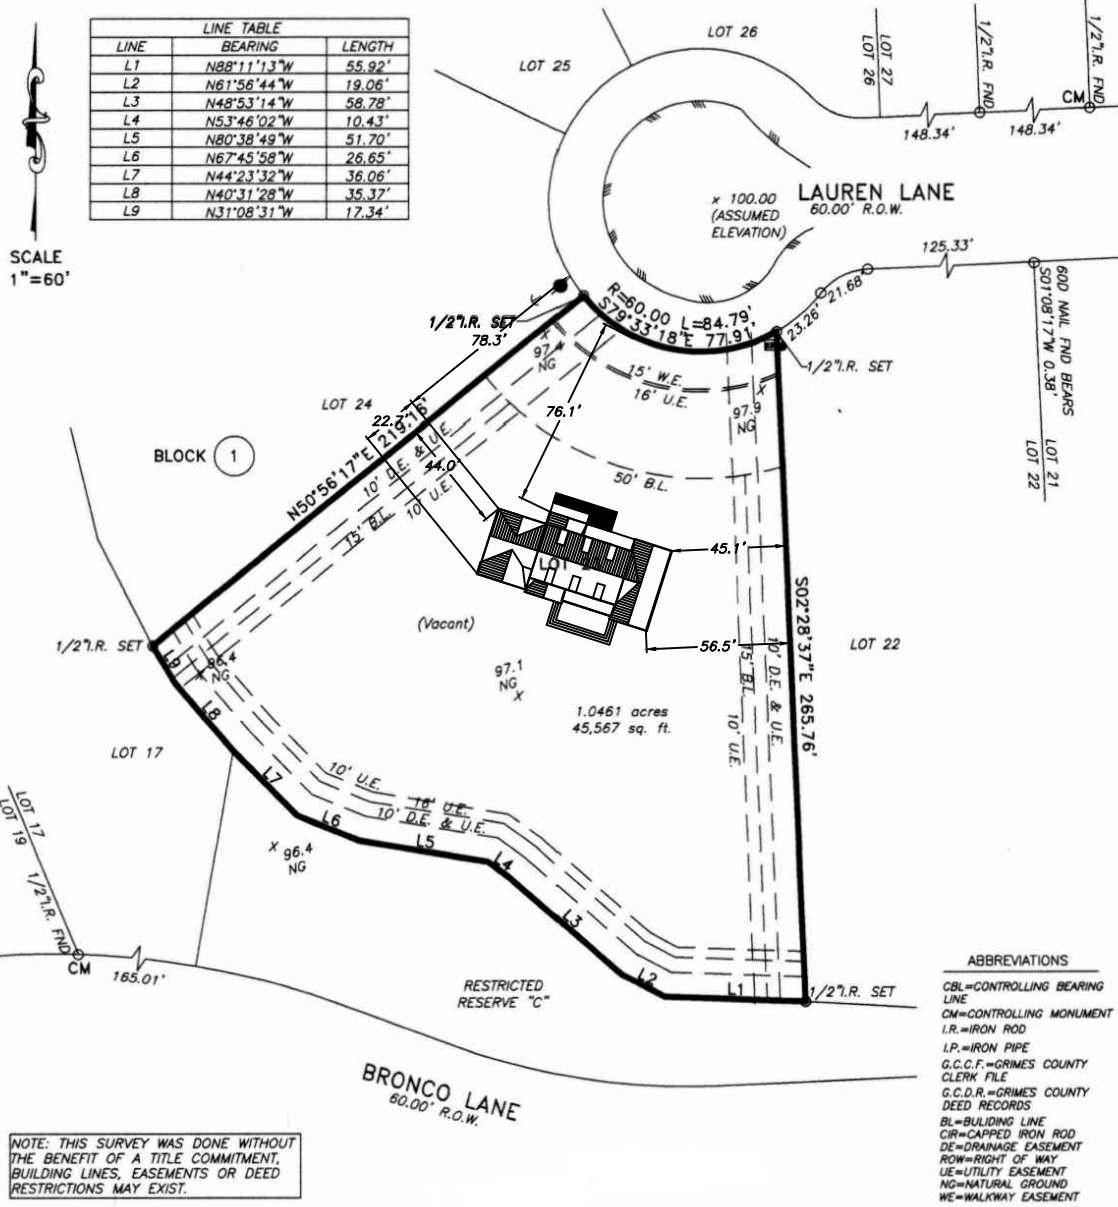 LINE TABLE
LINE BEARING LENGTH
L1 N88°11'13"W 55.92'
L2 N61°56'44"W 19.06'
L3 N48°53'14"W 58.78'
L4 N53°46'02"W 10.43'
L5 N80°38'49"W 51.70'
L6 N67°45'58"W 26.65'
L7 N44°23'32"W 36.06'
L8 N40°31'28"W 35.37'
L9 N31°08'31"W 17.34'
SCALE
1"=60'
LOT 25
LOT 26
LOT 27
LOT 26
1/2"I.R. FND
1/2"I.R. FND
CM
148.34'
148.34'
x 100.00
(ASSUMED
ELEVATION)
LAUREN LANE
60.00' R.O.W.
125.33'
21.68'
23.26'
60D NAIL FND BEARS
S01°08'17"W 0.38'
LOT 21
LOT 22
R=60.00 L=84.79'
S79°33'18"E 77.91'
1/2"I.R. SET
1/2"I.R. SET
78.3'
97.4
NG
X
15' W.E.
16' U.E.
X
97.9
NG
LOT 24
22.7'
N50°56'17"E 219.16'
76.1'
44.0'
10' D.E. & U.E.
10' U.E.
15' B.L.
50' B.L.
BLOCK 1
45.1'
56.5'
S02°28'37"E 265.76'
LOT 22
(Vacant)
97.1
NG
X
1.0461 acres
45,567 sq. ft.
15' B.L.
10' D.E. & U.E.
10' U.E.
1/2"I.R. SET
L9
X
96.4
NG
L8
LOT 17
L7
10' U.E.
16' U.E.
10' D.E. & U.E.
L6
L5
L4
L3
L2
L1
1/2"I.R. SET
X 96.4
NG
LOT 17
LOT 19
1/2"I.R. FND
CM
165.01'
RESTRICTED
RESERVE "C"
BRONCO LANE
60.00' R.O.W.
ABBREVIATIONS
CBL=CONTROLLING BEARING
LINE
CM=CONTROLLING MONUMENT
I.R.=IRON ROD
I.P.=IRON PIPE
G.C.C.F.=GRIMES COUNTY
CLERK FILE
G.C.D.R.=GRIMES COUNTY
DEED RECORDS
BL=BULIDING LINE
CIR=CAPPED IRON ROD
DE=DRAINAGE EASEMENT
ROW=RIGHT OF WAY
UE=UTILITY EASEMENT
NG=NATURAL GROUND
WE=WALKWAY EASEMENT
NOTE: THIS SURVEY WAS DONE WITHOUT
THE BENEFIT OF A TITLE COMMITMENT,
BUILDING LINES, EASEMENTS OR DEED
RESTRICTIONS MAY EXIST.